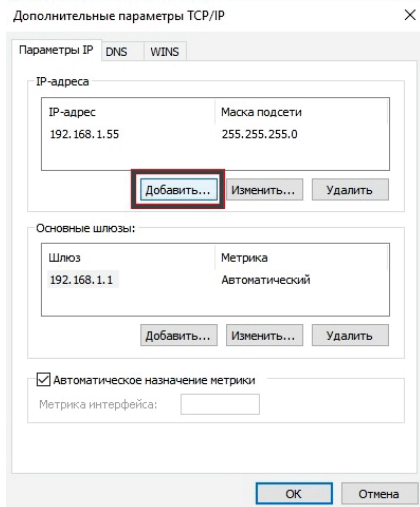 Дополнительные параметры TCP/IP
Параметры IP DNS WINS
IP-адреса
IP-адрес Маска подсети
192.168.1.55 255.255.255.0
Добавить... Изменить... Удалить
Основные шлюзы:
Шлюз Метрика
192.168.1.1 Автоматический
Добавить... Изменить... Удалить
Автоматическое назначение метрики
Метрика интерфейса:
ОК Отмена